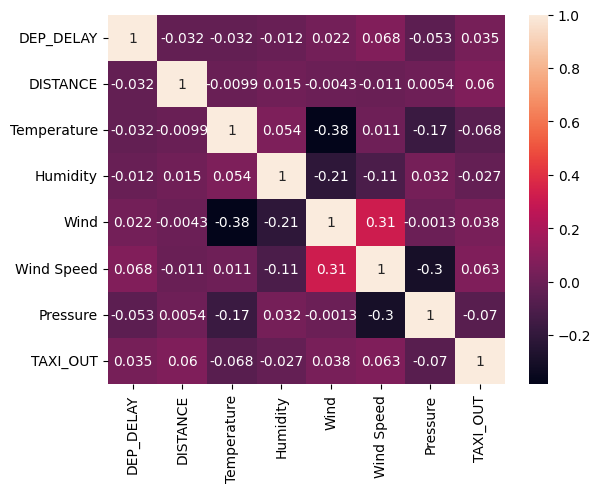 DEP_DELAY 1 -0.032 -0.032 -0.012 0.022 0.068 -0.053 0.035
DISTANCE -0.032 1 -0.0099 0.015 -0.0043 -0.011 0.0054 0.06
Temperature -0.032 -0.0099 1 0.054 -0.38 0.011 -0.17 -0.068
Humidity -0.012 0.015 0.054 1 -0.21 -0.11 0.032 -0.027
Wind 0.022 -0.0043 -0.38 -0.21 1 0.31 -0.0013 0.038
Wind Speed 0.068 -0.011 0.011 -0.11 0.31 1 -0.3 0.063
Pressure -0.053 0.0054 -0.17 0.032 -0.0013 -0.3 1 -0.07
TAXI_OUT 0.035 0.06 -0.068 -0.027 0.038 0.063 -0.07 1
DEP_DELAY
DISTANCE
Temperature
Humidity
Wind
Wind Speed
Pressure
TAXI_OUT
1.0
0.8
0.6
0.4
0.2
0.0
−0.2